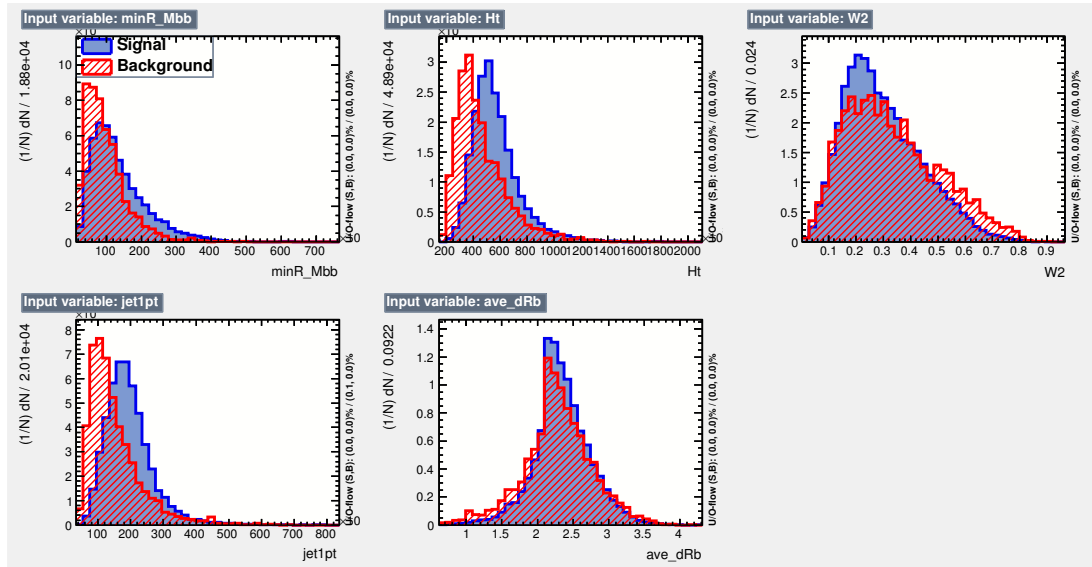 Input variable: minR_Mbb
Input variable: Ht
Input variable: W2
Signal
Background
(1/N) dN / 1.88e+04
10
8
6
4
2
0
100 200 300 400 500 600 700
minR_Mbb
U/O-flow (S,B): (0.0, 0.0)% / (0.0, 0.0)%
(1/N) dN / 4.89e+04
3
2.5
2
1.5
1
0.5
0
200 400 600 800 1000 1200 1400 1600 1800 2000
Ht
U/O-flow (S,B): (0.0, 0.0)% / (0.0, 0.0)%
(1/N) dN / 0.024
3
2.5
2
1.5
1
0.5
0
0.1 0.2 0.3 0.4 0.5 0.6 0.7 0.8 0.9
W2
U/O-flow (S,B): (0.0, 0.0)% / (0.0, 0.0)%
Input variable: jet1pt
Input variable: ave_dRb
(1/N) dN / 2.01e+04
8
7
6
5
4
3
2
1
0
100 200 300 400 500 600 700 800
jet1pt
U/O-flow (S,B): (0.0, 0.0)% / (0.1, 0.0)%
(1/N) dN / 0.0922
1.4
1.2
1
0.8
0.6
0.4
0.2
0
1 1.5 2 2.5 3 3.5 4
ave_dRb
U/O-flow (S,B): (0.0, 0.0)% / (0.0, 0.0)%